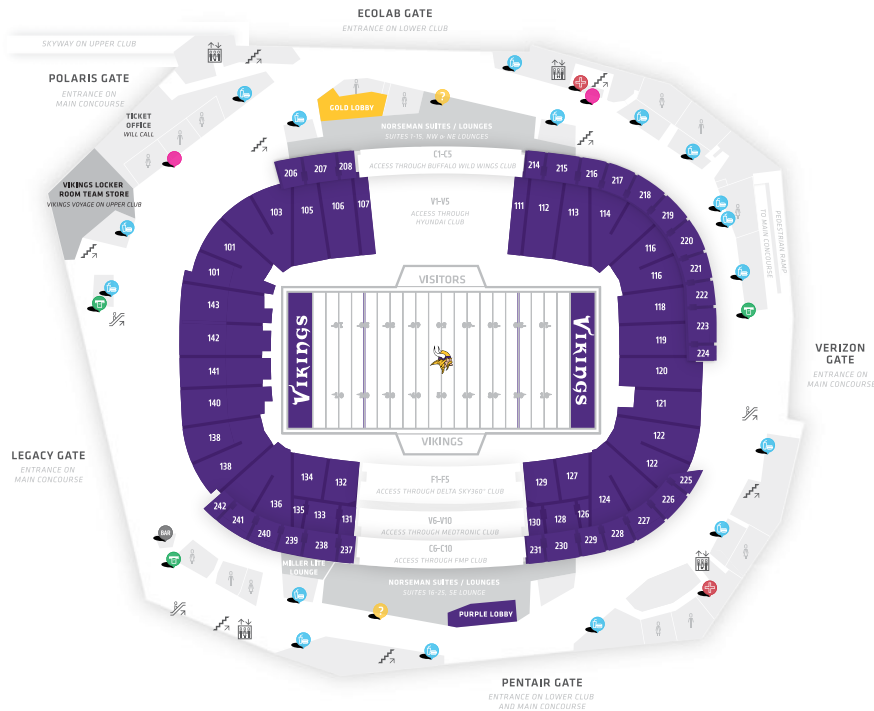 ECOLAB GATE
ENTRANCE ON LOWER CLUB
SKYWAY ON UPPER CLUB
POLARIS GATE
ENTRANCE ON
MAIN CONCOURSE
TICKET
OFFICE
WILL CALL
GOLD LOBBY
?
NORSEMAN SUITES / LOUNGES
SUITES 1-15, NW & NE LOUNGES
C1-C5
ACCESS THROUGH BUFFALO WILD WINGS CLUB
206
207
208
214
215
216
217
218
219
220
221
222
223
224
VIKINGS LOCKER
ROOM TEAM STORE
VIKINGS VOYAGE ON UPPER CLUB
V1-V5
ACCESS THROUGH
HYUNDAI CLUB
101
103
105
106
107
111
112
113
114
116
116
118
119
120
121
122
122
124
PEDESTRIAN RAMP
TO MAIN CONCOURSE
101
143
142
141
140
138
138
136
VISITORS
VIKINGS
VIKINGS
VIKINGS
VERIZON
GATE
ENTRANCE ON
MAIN CONCOURSE
LEGACY GATE
ENTRANCE ON
MAIN CONCOURSE
134
132
135
133
131
F1-F5
ACCESS THROUGH DELTA SKY360° CLUB
129
127
130
128
126
V6-V10
ACCESS THROUGH MEDTRONIC CLUB
C6-C10
ACCESS THROUGH FMP CLUB
242
241
240
239
238
237
231
230
229
228
227
226
225
BAR
MILLER LITE
LOUNGE
NORSEMAN SUITES / LOUNGES
SUITES 16-26, SE LOUNGE
?
PURPLE LOBBY
PENTAIR GATE
ENTRANCE ON LOWER CLUB
AND MAIN CONCOURSE